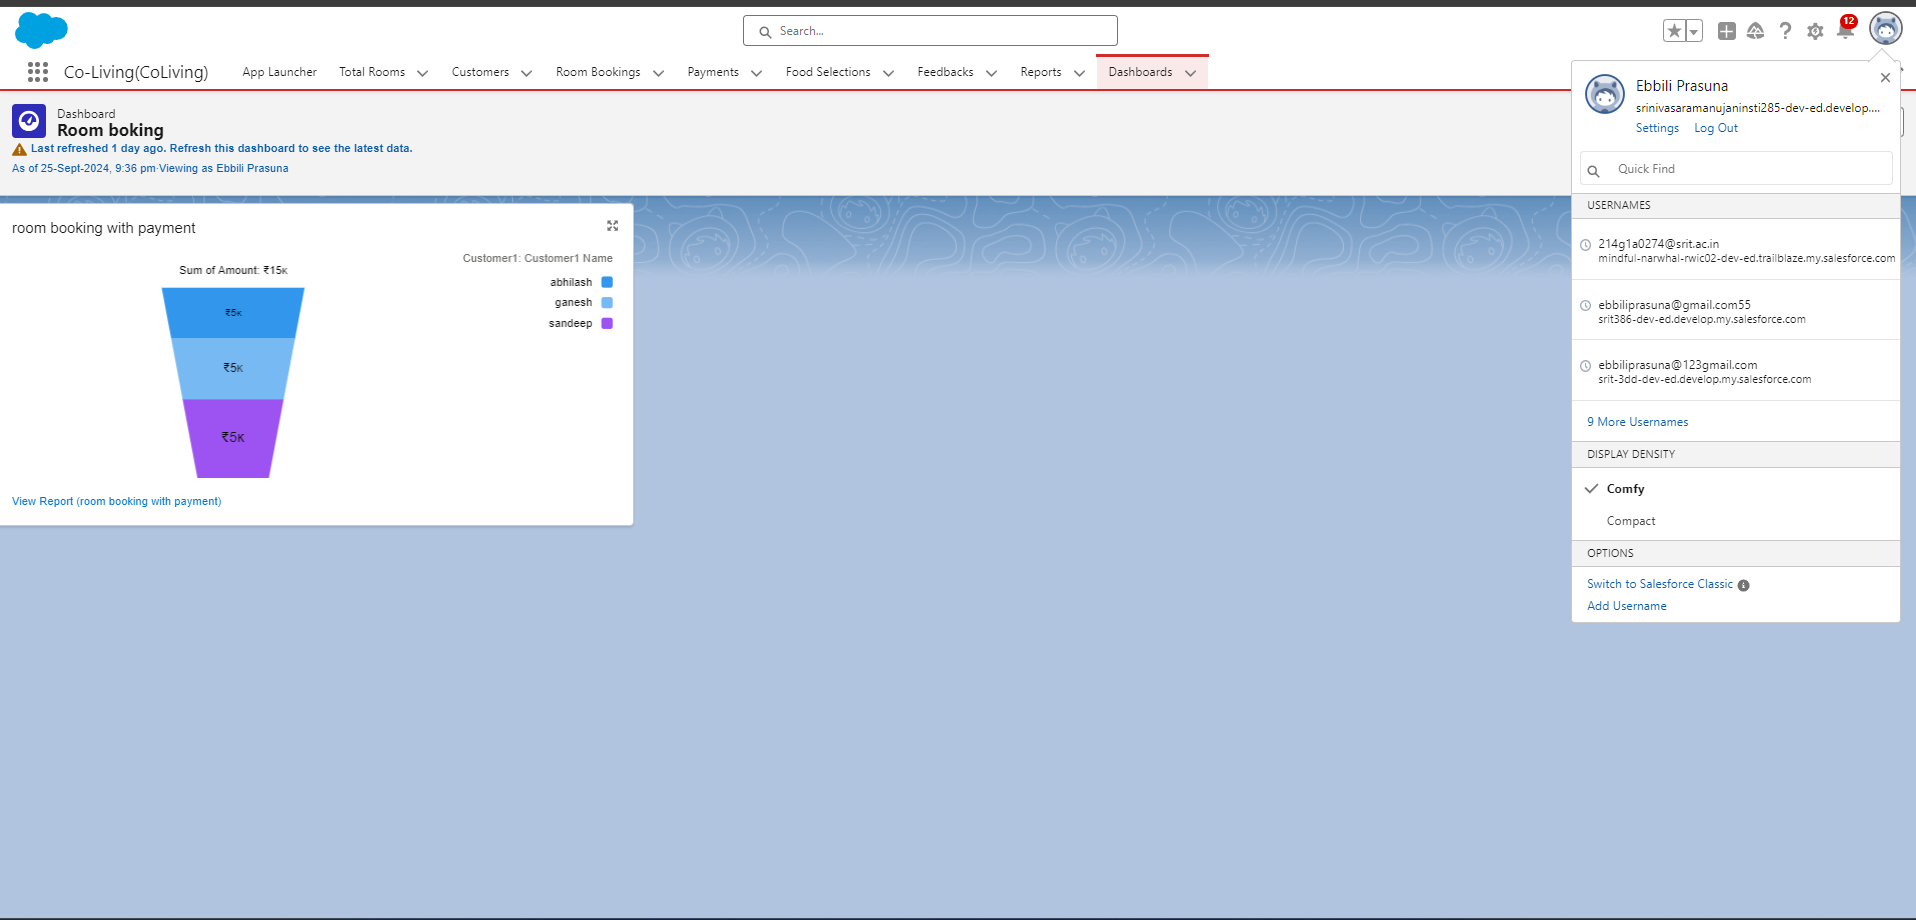 Search...
12
Co-Living(CoLiving)
App Launcher
Total Rooms
Customers
Room Bookings
Payments
Food Selections
Feedbacks
Reports
Dashboards
Dashboard
Room boking
Last refreshed 1 day ago. Refresh this dashboard to see the latest data.
As of 25-Sept-2024, 9:36 pm·Viewing as Ebbili Prasuna
room booking with payment
Customer1: Customer1 Name
Sum of Amount: ₹15K
abhilash
ganesh
sandeep
₹5K
₹5K
₹5K
View Report (room booking with payment)
Ebbili Prasuna
srinivasaramanujaninsti285-dev-ed.develop....
Settings Log Out
Quick Find
USERNAMES
214g1a0274@srit.ac.in
mindful-narwhal-rwic02-dev-ed.trailblaze.my.salesforce.com
ebbiliprasuna@gmail.com55
srit386-dev-ed.develop.my.salesforce.com
ebbiliprasuna@123gmail.com
srit-3dd-dev-ed.develop.my.salesforce.com
9 More Usernames
DISPLAY DENSITY
Comfy
Compact
OPTIONS
Switch to Salesforce Classic
Add Username